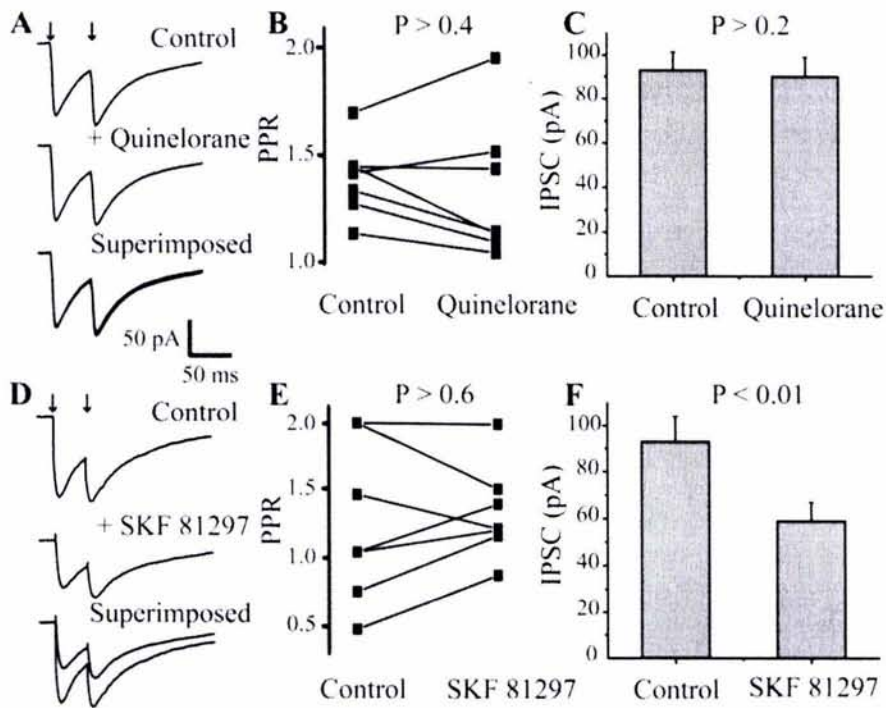 A
Control
+ Quinelorane
Superimposed
50 pA
50 ms
B
P > 0.4
PPR
2.0
1.5
1.0
Control Quinelorane
C
P > 0.2
IPSC (pA)
100
80
60
40
20
0
Control Quinelorane
D
Control
+ SKF 81297
Superimposed
E
P > 0.6
PPR
2.0
1.5
1.0
0.5
Control SKF 81297
F
P < 0.01
IPSC (pA)
100
80
60
40
20
0
Control SKF 81297